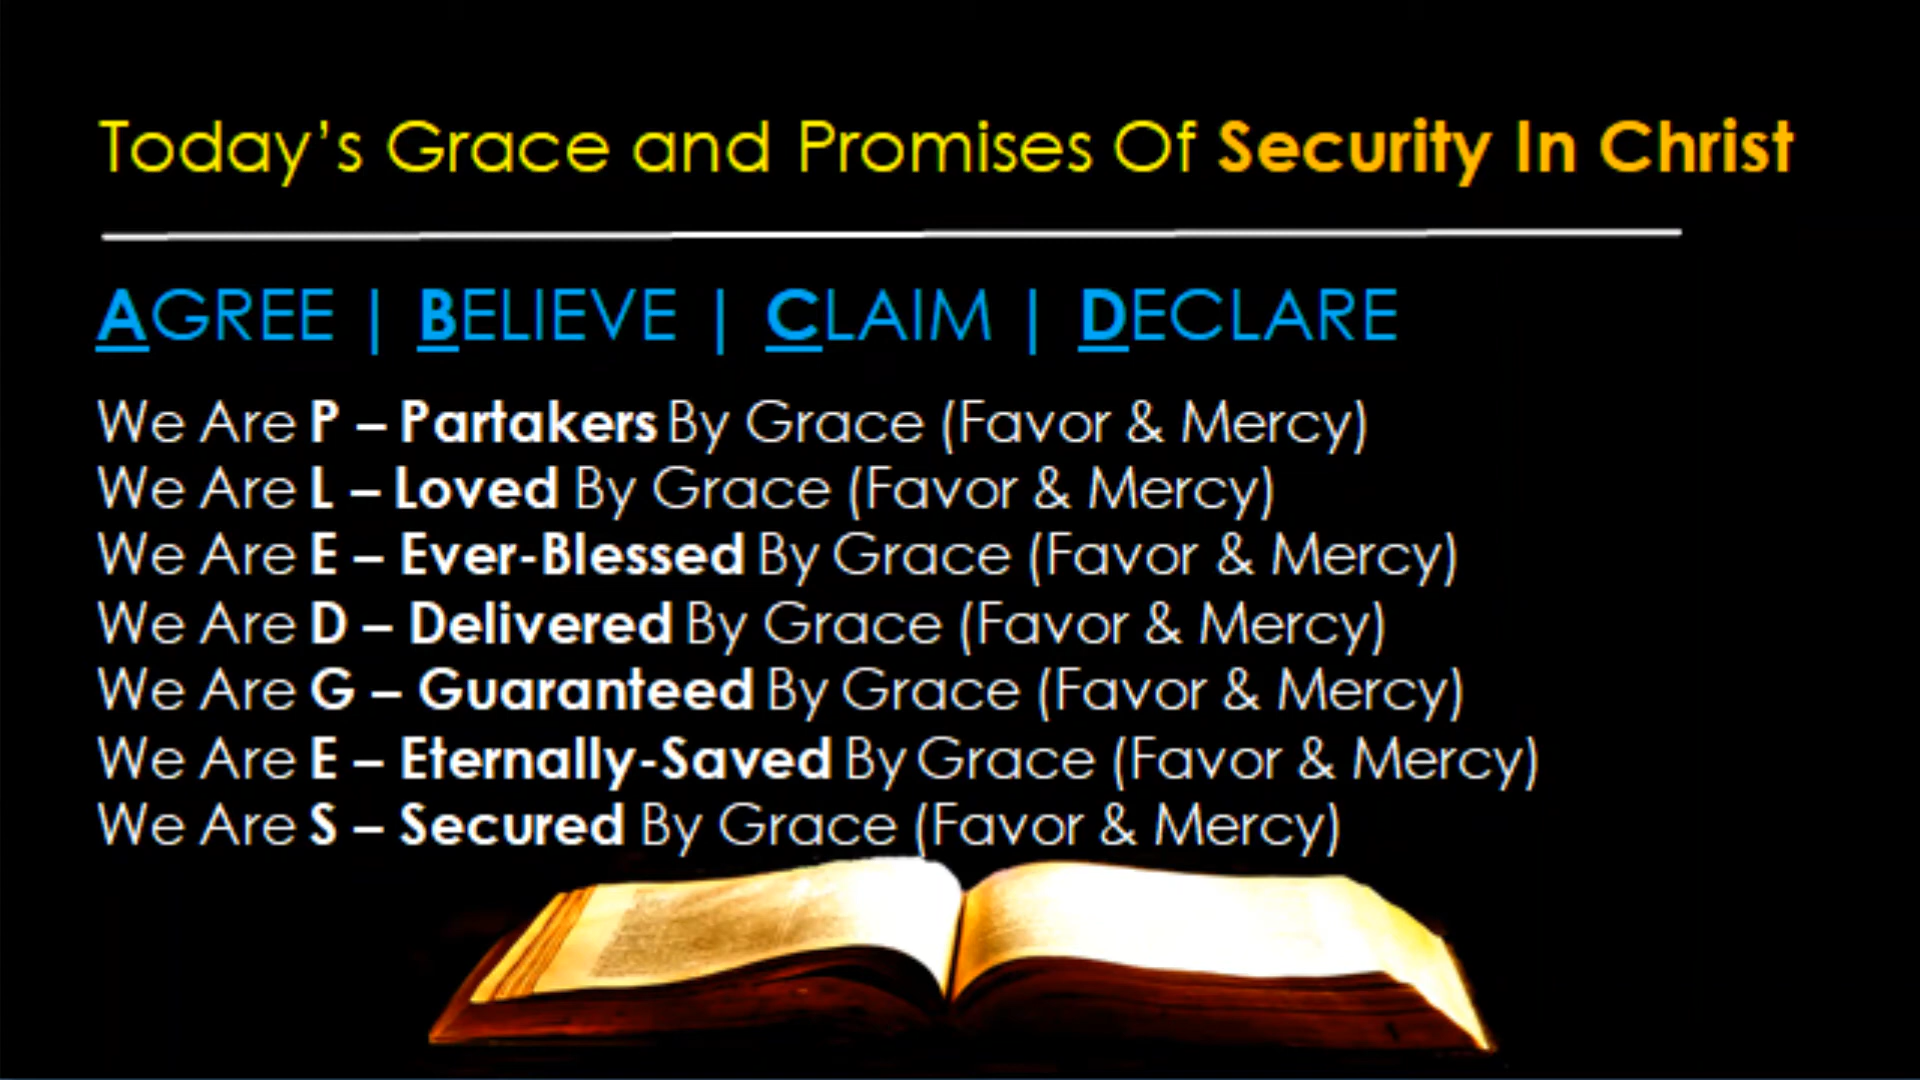 Today’s Grace and Promises Of Security In Christ
AGREE | BELIEVE | CLAIM | DECLARE
We Are P – Partakers By Grace (Favor & Mercy)
We Are L – Loved By Grace (Favor & Mercy)
We Are E – Ever-Blessed By Grace (Favor & Mercy)
We Are D – Delivered By Grace (Favor & Mercy)
We Are G – Guaranteed By Grace (Favor & Mercy)
We Are E – Eternally-Saved By Grace (Favor & Mercy)
We Are S – Secured By Grace (Favor & Mercy)